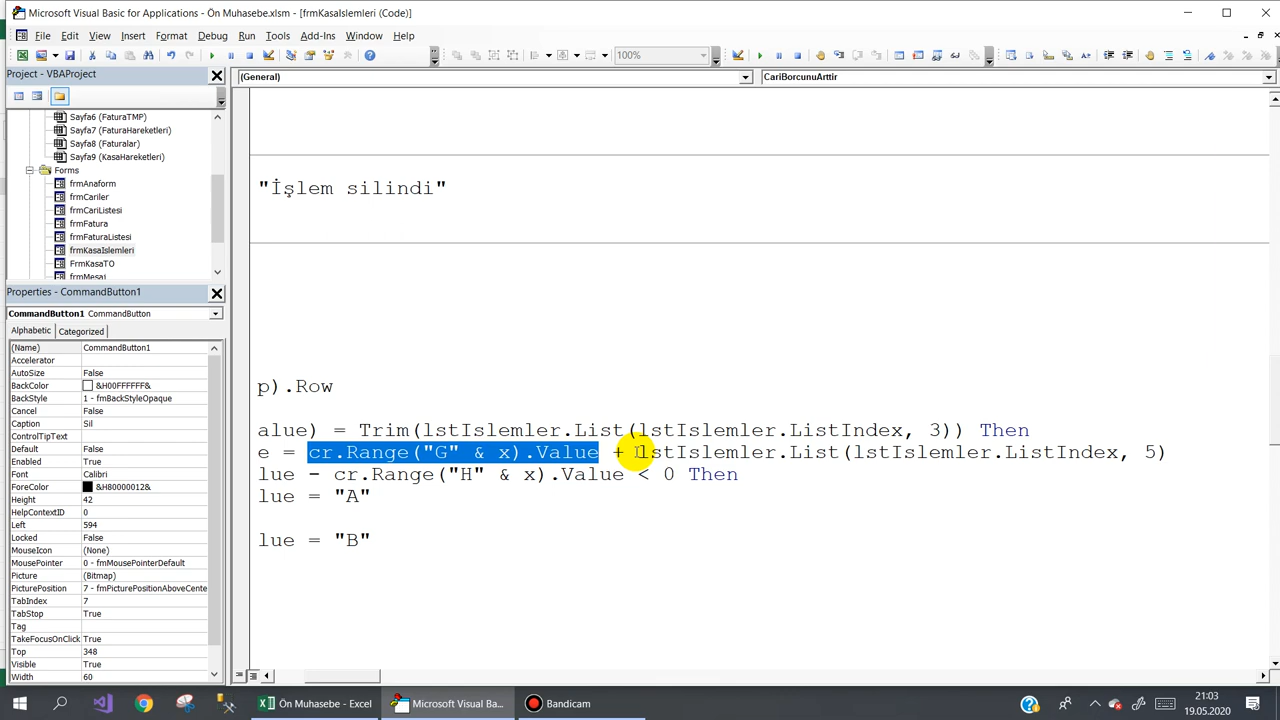 Microsoft Visual Basic for Applications - Ön Muhasebe.xlsm - [frmKasaIslemleri (Code)]
File Edit View Insert Format Debug Run Tools Add-Ins Window Help
100%
Project - VBAProject
(General)
CariBorcunuArttir
Sayfa6 (FaturaTMP)
Sayfa7 (FaturaHareketleri)
Sayfa8 (Faturalar)
Sayfa9 (KasaHareketleri)
Forms
frmAnaform
frmCariler
frmCariListesi
frmFatura
frmFaturaListesi
frmKasaIslemleri
FrmKasaTO
frmMesaj
"İşlem silindi"
p).Row
alue) = Trim(lstIslemler.List(lstIslemler.ListIndex, 3)) Then
e = cr.Range("G" & x).Value + lstIslemler.List(lstIslemler.ListIndex, 5)
lue - cr.Range("H" & x).Value < 0 Then
lue = "A"
lue = "B"
Properties - CommandButton1
CommandButton1 CommandButton
Alphabetic Categorized
(Name) CommandButton1
Accelerator
AutoSize False
BackColor &H00FFFFFF&
BackStyle 1 - fmBackStyleOpaque
Cancel False
Caption Sil
ControlTipText
Default False
Enabled True
Font Calibri
ForeColor &H80000012&
Height 42
HelpContextID 0
Left 594
Locked False
MouseIcon (None)
MousePointer 0 - fmMousePointerDefault
Picture (Bitmap)
PicturePosition 7 - fmPicturePositionAboveCente
TabIndex 7
TabStop True
Tag
TakeFocusOnClick True
Top 348
Visible True
Width 60
Ön Muhasebe - Excel
Microsoft Visual Ba...
Bandicam
21:03
19.05.2020